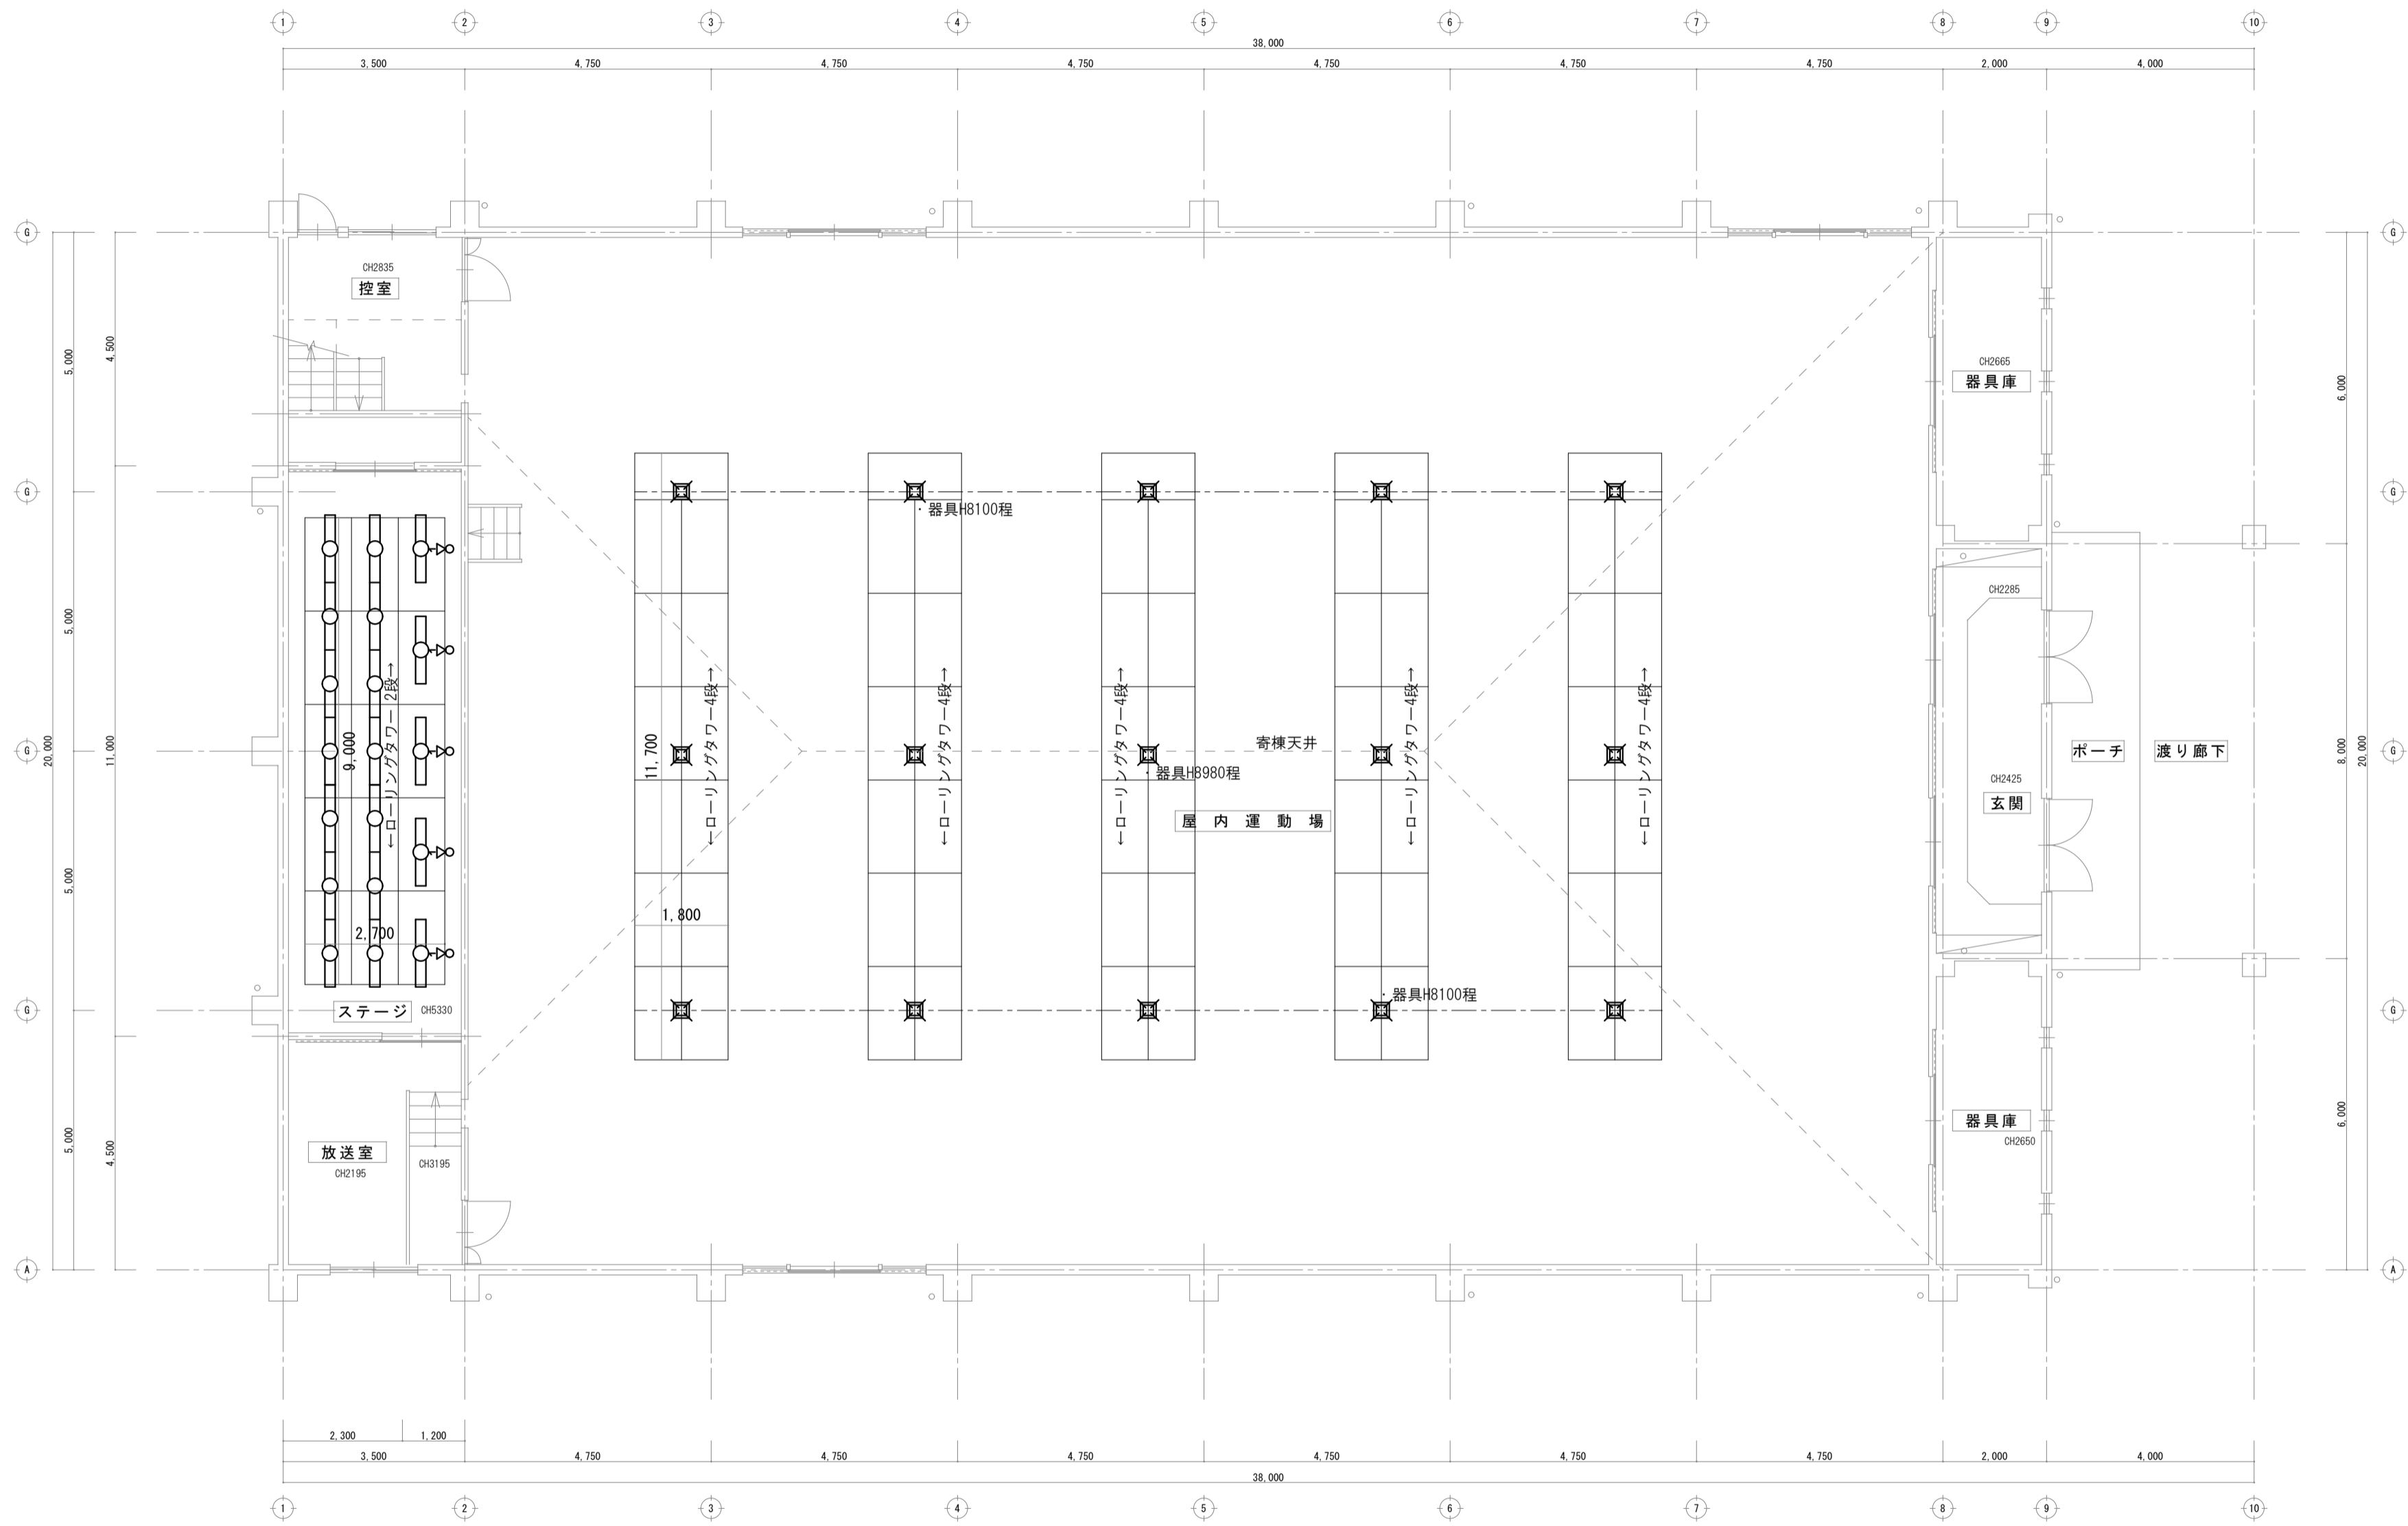 1 2 3 4 5 6 7 8 9 10
38,000
3,500 4,750 4,750 4,750 4,750 4,750 4,750 2,000 4,000
G G
CH2835
控室
4,500
5,000
CH2665
器具庫
6,000
G G
・器具H8100程
CH2285
5,000
←ローリングタワー 2段→
9,000
←ローリングタワー4段→
←ローリングタワー4段→
←ローリングタワー4段→
←ローリングタワー4段→
←ローリングタワー4段→
11,700
寄棟天井
G G
20,000
11,000
ポーチ
渡り廊下
8,000
20,000
・器具H8980程
CH2425
玄関
屋内運動場
5,000
1,800
2,700
・器具H8100程
G G
ステージ CH5330
器具庫
CH2650
6,000
5,000
4,500
放送室
CH2195
CH3195
A A
2,300 1,200
3,500 4,750 4,750 4,750 4,750 4,750 4,750 2,000 4,000
38,000
1 2 3 4 5 6 7 8 9 10